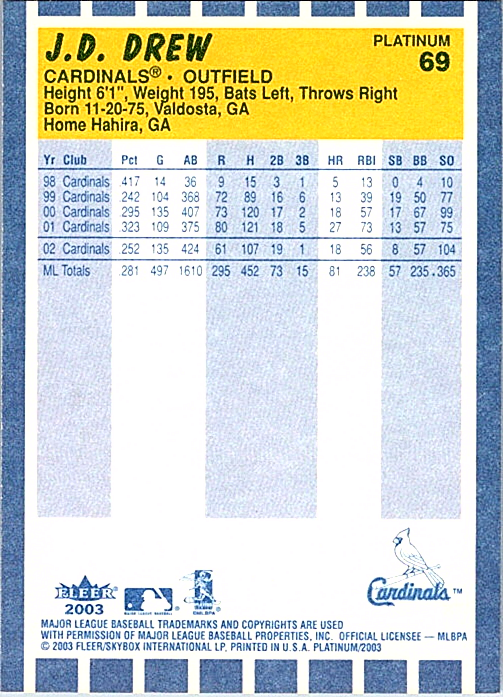 J.D. DREW
PLATINUM
69
CARDINALS® • OUTFIELD
Height 6'1", Weight 195, Bats Left, Throws Right
Born 11-20-75, Valdosta, GA
Home Hahira, GA
Yr Club Pct G AB R H 2B 3B HR RBI SB BB SO
98 Cardinals .417 14 36 9 15 3 1 5 13 0 4 10
99 Cardinals .242 104 368 72 89 16 6 13 39 19 50 77
00 Cardinals .295 135 407 73 120 17 2 18 57 17 67 99
01 Cardinals .323 109 375 80 121 18 5 27 73 13 57 75
02 Cardinals .252 135 424 61 107 19 1 18 56 8 57 104
ML Totals .281 497 1610 295 452 73 15 81 238 57 235 365
Cardinals™
FLEER
2003
MAJOR LEAGUE BASEBALL TRADEMARKS AND COPYRIGHTS ARE USED
WITH PERMISSION OF MAJOR LEAGUE BASEBALL PROPERTIES, INC. OFFICIAL LICENSEE — MLBPA
© 2003 FLEER/SKYBOX INTERNATIONAL LP, PRINTED IN U.S.A. PLATINUM/2003